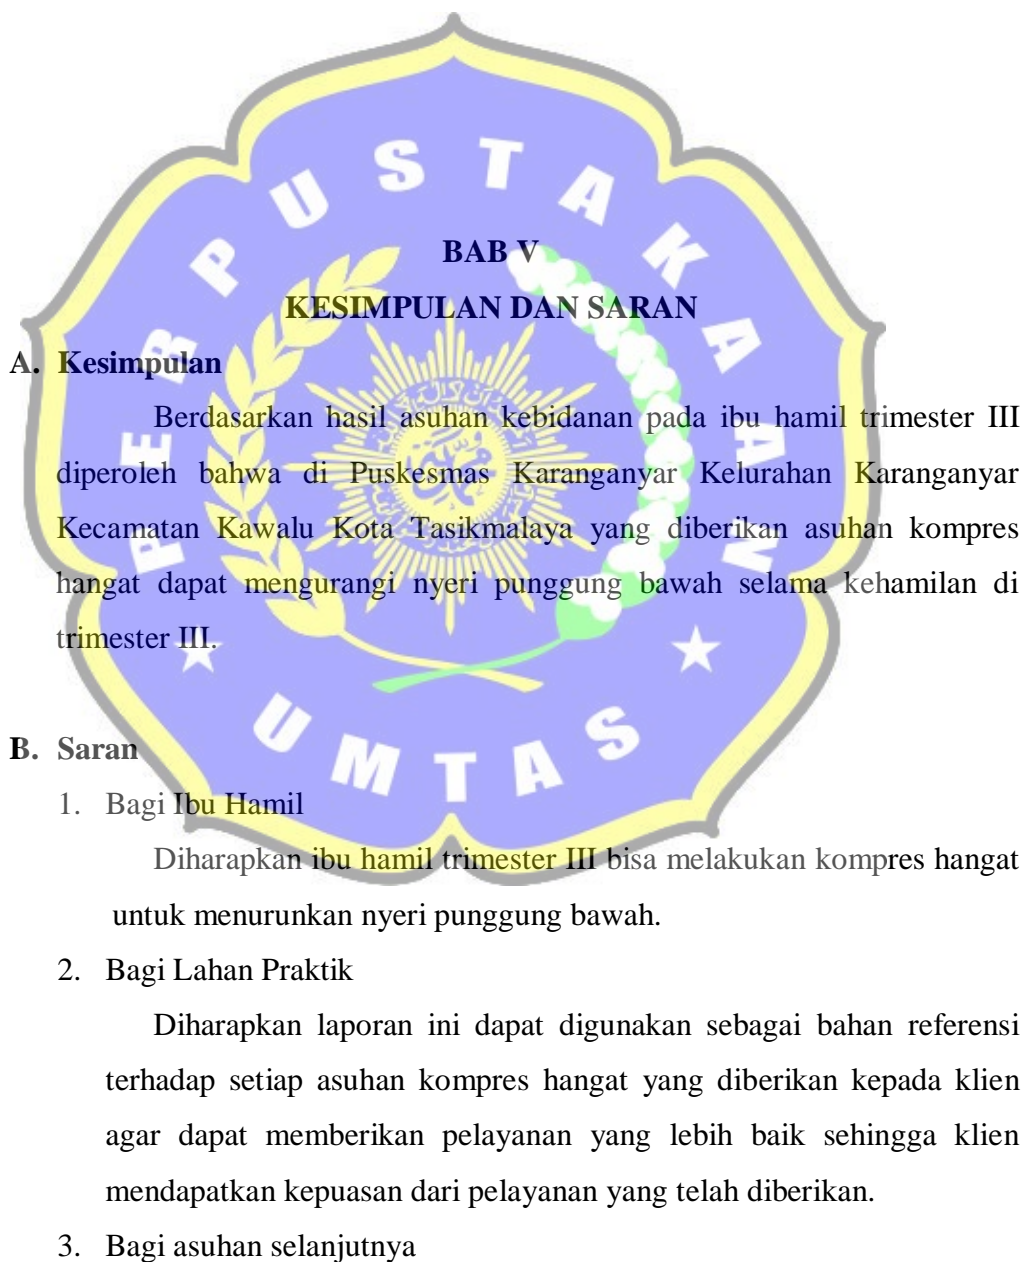 PERPUSTAKAAN
BAB V
KESIMPULAN DAN SARAN
A. Kesimpulan
Berdasarkan hasil asuhan kebidanan pada ibu hamil trimester III
diperoleh bahwa di Puskesmas Karanganyar Kelurahan Karanganyar
Kecamatan Kawalu Kota Tasikmalaya yang diberikan asuhan kompres
hangat dapat mengurangi nyeri punggung bawah selama kehamilan di
trimester III.
B. Saran
UMTAS
1. Bagi Ibu Hamil
Diharapkan ibu hamil trimester III bisa melakukan kompres hangat
untuk menurunkan nyeri punggung bawah.
2. Bagi Lahan Praktik
Diharapkan laporan ini dapat digunakan sebagai bahan referensi
terhadap setiap asuhan kompres hangat yang diberikan kepada klien
agar dapat memberikan pelayanan yang lebih baik sehingga klien
mendapatkan kepuasan dari pelayanan yang telah diberikan.
3. Bagi asuhan selanjutnya